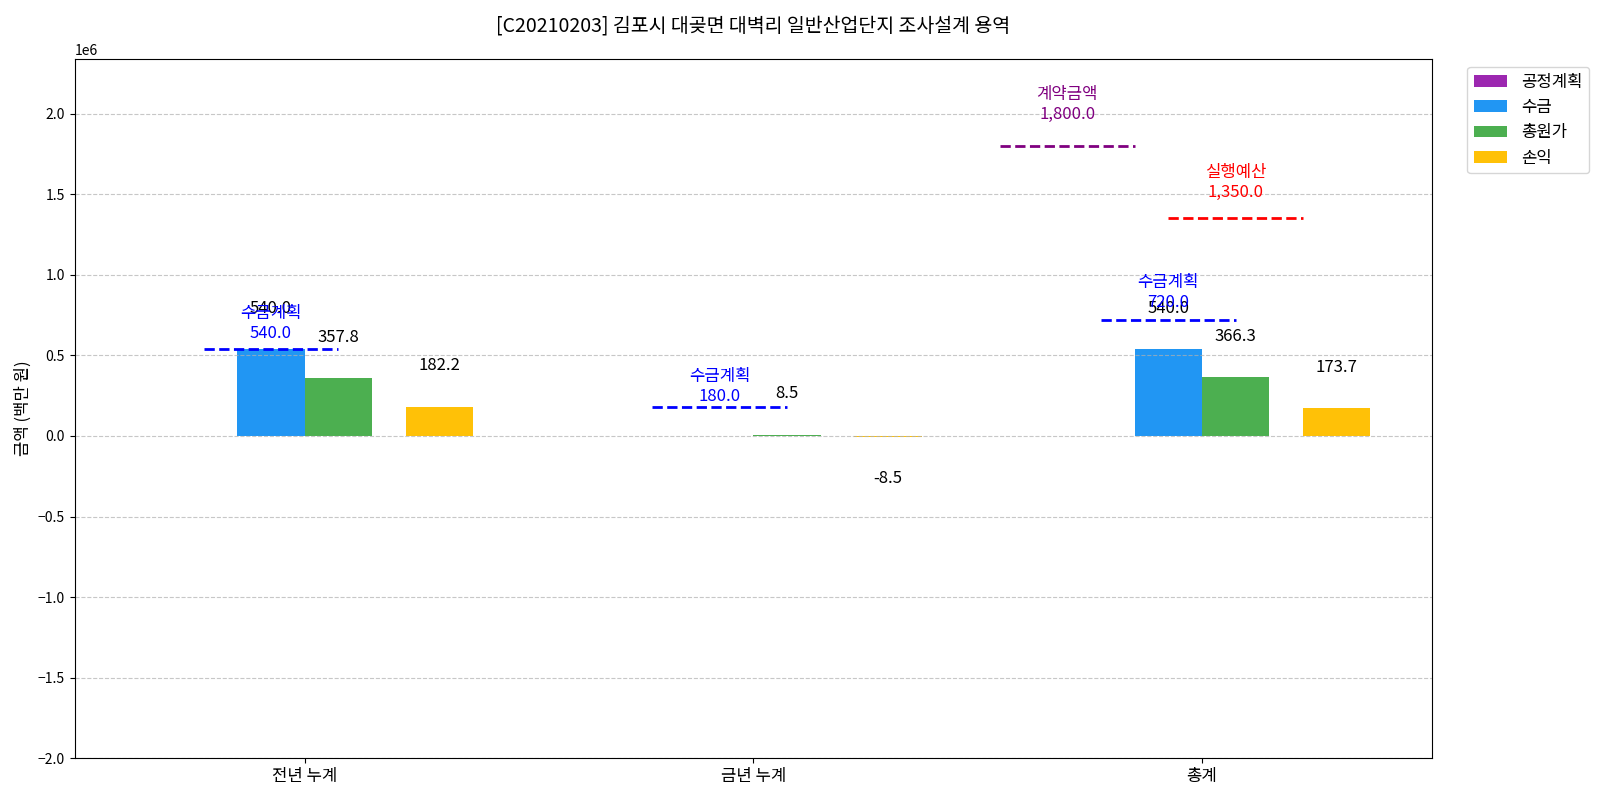 [C20210203] 김포시 대곶면 대벽리 일반산업단지 조사설계 용역
1e6
공정계획
수금
총원가
손익
계약금액
1,800.0
실행예산
1,350.0
수금계획
720.0
540.0
366.3
173.7
540.0
수금계획
540.0
357.8
182.2
수금계획
180.0
8.5
-8.5
금액 (백만 원)
2.0
1.5
1.0
0.5
0.0
−0.5
−1.0
−1.5
−2.0
전년 누계
금년 누계
총계